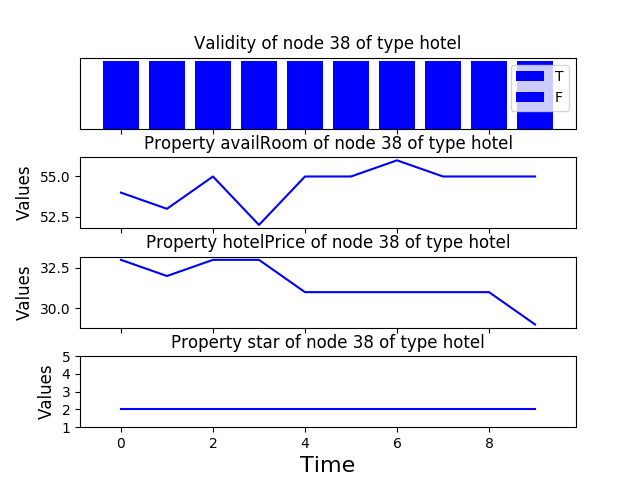 Validity of node 38 of type hotel
T
F
Property availRoom of node 38 of type hotel
55.0
52.5
Values
Property hotelPrice of node 38 of type hotel
32.5
30.0
Values
Property star of node 38 of type hotel
5
4
3
2
1
Values
0 2 4 6 8
Time